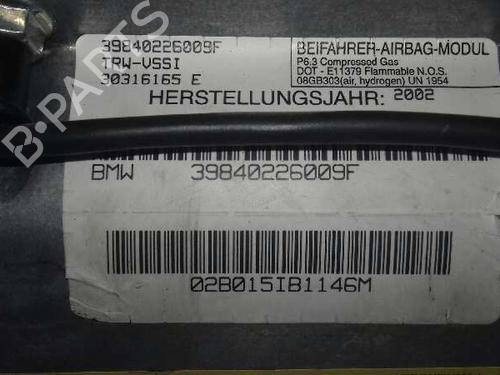 39840226009F
TRW-VSSI
30316165 E
BEIFAHRER-AIRBAG-MODUL
P6.3 Compressed Gas
DOT - E11379 Flammable N.O.S.
08GB303(air, hydrogen) UN 1954
HERSTELLUNGSJAHR: 2002
BMW 39840226009F
02B015IB1146M